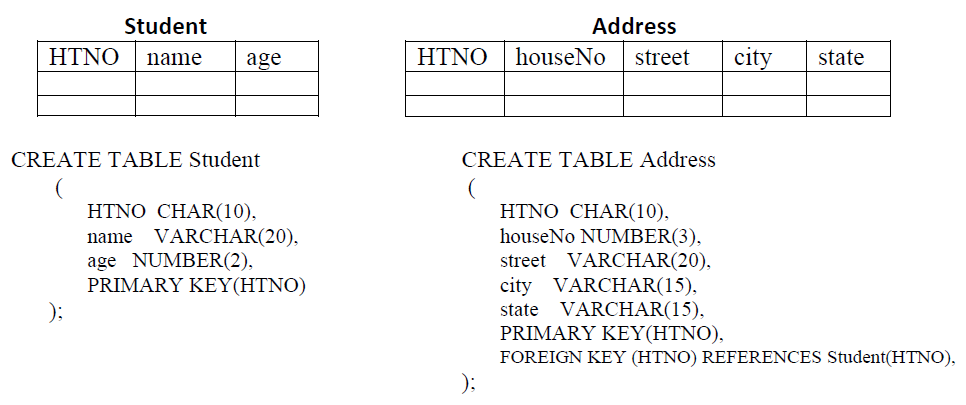 Student
HTNO name age
CREATE TABLE Student
(
HTNO CHAR(10),
name VARCHAR(20),
age NUMBER(2),
PRIMARY KEY(HTNO)
);
Address
HTNO houseNo street city state
CREATE TABLE Address
(
HTNO CHAR(10),
houseNo NUMBER(3),
street VARCHAR(20),
city VARCHAR(15),
state VARCHAR(15),
PRIMARY KEY(HTNO),
FOREIGN KEY (HTNO) REFERENCES Student(HTNO),
);